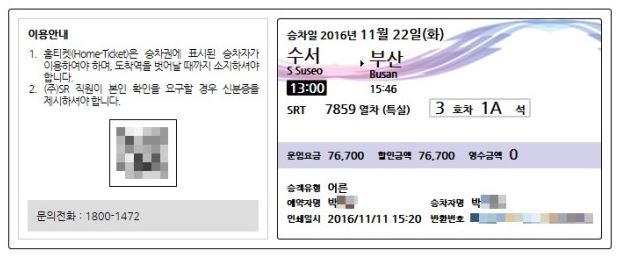 이용안내
1. 홈티켓(Home-Ticket)은 승차권에 표시된 승차자가
이용하여야 하며, 도착역을 벗어날 때까지 소지하셔야
합니다.
2. (주)SR 직원이 본인 확인을 요구할 경우 신분증을
제시하셔야 합니다.
문의전화 : 1800-1472
승차일 2016년 11월 22일(화)
수서 ▸ 부산
S Suseo Busan
13:00 15:46
SRT 7859 열차 (특실) 3 호차 1A 석
운임요금 76,700 할인금액 76,700 영수금액 0
승객유형 어른
예약자명 박 승차자명 박
인쇄일시 2016/11/11 15:20 반환번호